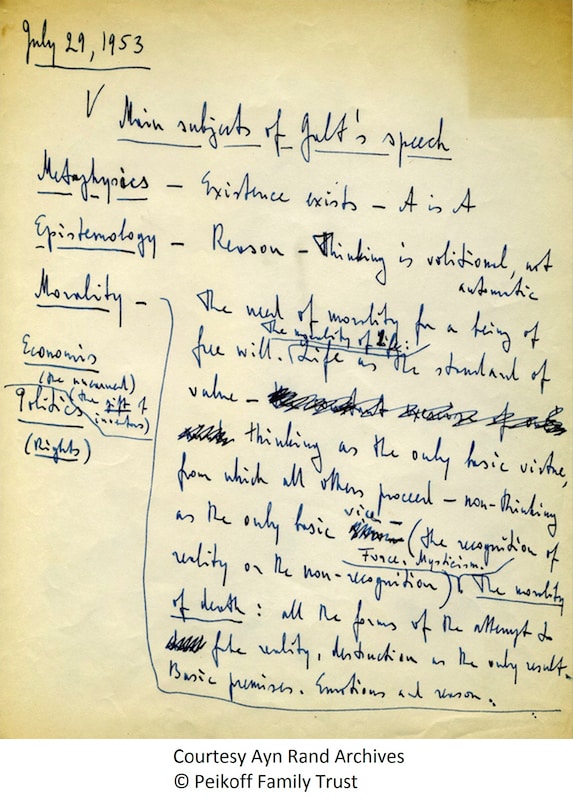 July 29, 1953
V Main subjects of Galt's speech
Metaphysics – Existence exists – A is A
Epistemology – Reason – Thinking is volitional, not
automatic
Morality –
The need of morality for a being of
The morality of life:
free will. Life as the standard of
value –
thinking as the only basic virtue,
from which all others proceed – non-thinking
vice –
as the only basic (the recognition of
Force. Mysticism.
reality or the non-recognition) The morality
of death: all the forms of the attempt to
fake reality, destruction as the only result.
Basic premises. Emotions and reason.
Economics
(the unearned)
(the gift of
inventors)
Politics
(Rights)
Courtesy Ayn Rand Archives
© Peikoff Family Trust